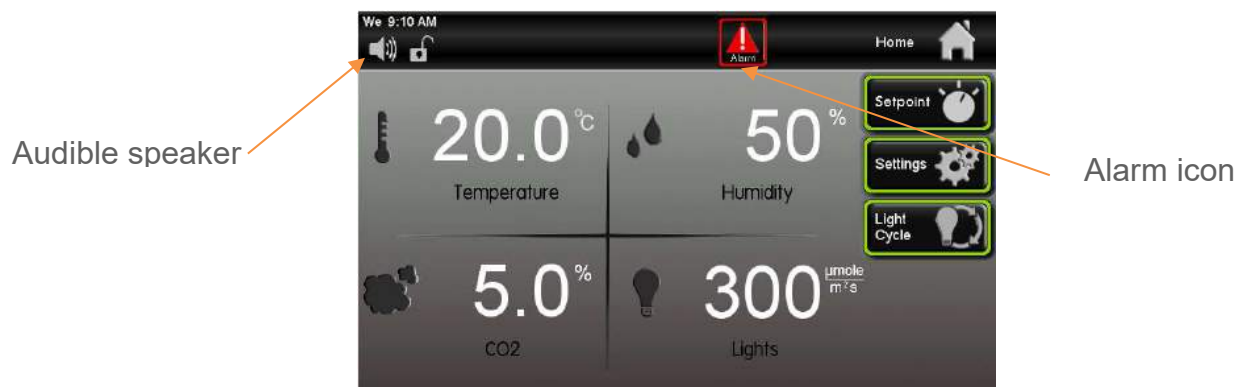 We 9:10 AM
Alarm
Home
Audible speaker
Alarm icon
20.0 °C
Temperature
50 %
Humidity
5.0 %
CO2
300 µmole
m²s
Lights
Setpoint
Settings
Light
Cycle